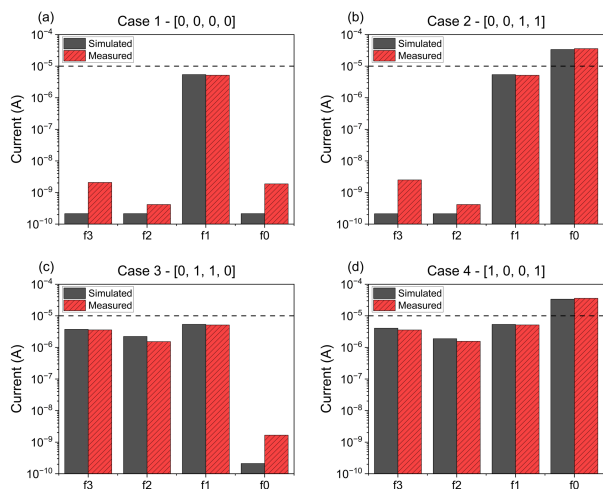 (a)
Case 1 - [0, 0, 0, 0]
Simulated
Measured
Current (A)
10⁻⁴
10⁻⁵
10⁻⁶
10⁻⁷
10⁻⁸
10⁻⁹
10⁻¹⁰
f3 f2 f1 f0
(b)
Case 2 - [0, 0, 1, 1]
Simulated
Measured
Current (A)
10⁻⁴
10⁻⁵
10⁻⁶
10⁻⁷
10⁻⁸
10⁻⁹
10⁻¹⁰
f3 f2 f1 f0
(c)
Case 3 - [0, 1, 1, 0]
Simulated
Measured
Current (A)
10⁻⁴
10⁻⁵
10⁻⁶
10⁻⁷
10⁻⁸
10⁻⁹
10⁻¹⁰
f3 f2 f1 f0
(d)
Case 4 - [1, 0, 0, 1]
Simulated
Measured
Current (A)
10⁻⁴
10⁻⁵
10⁻⁶
10⁻⁷
10⁻⁸
10⁻⁹
10⁻¹⁰
f3 f2 f1 f0